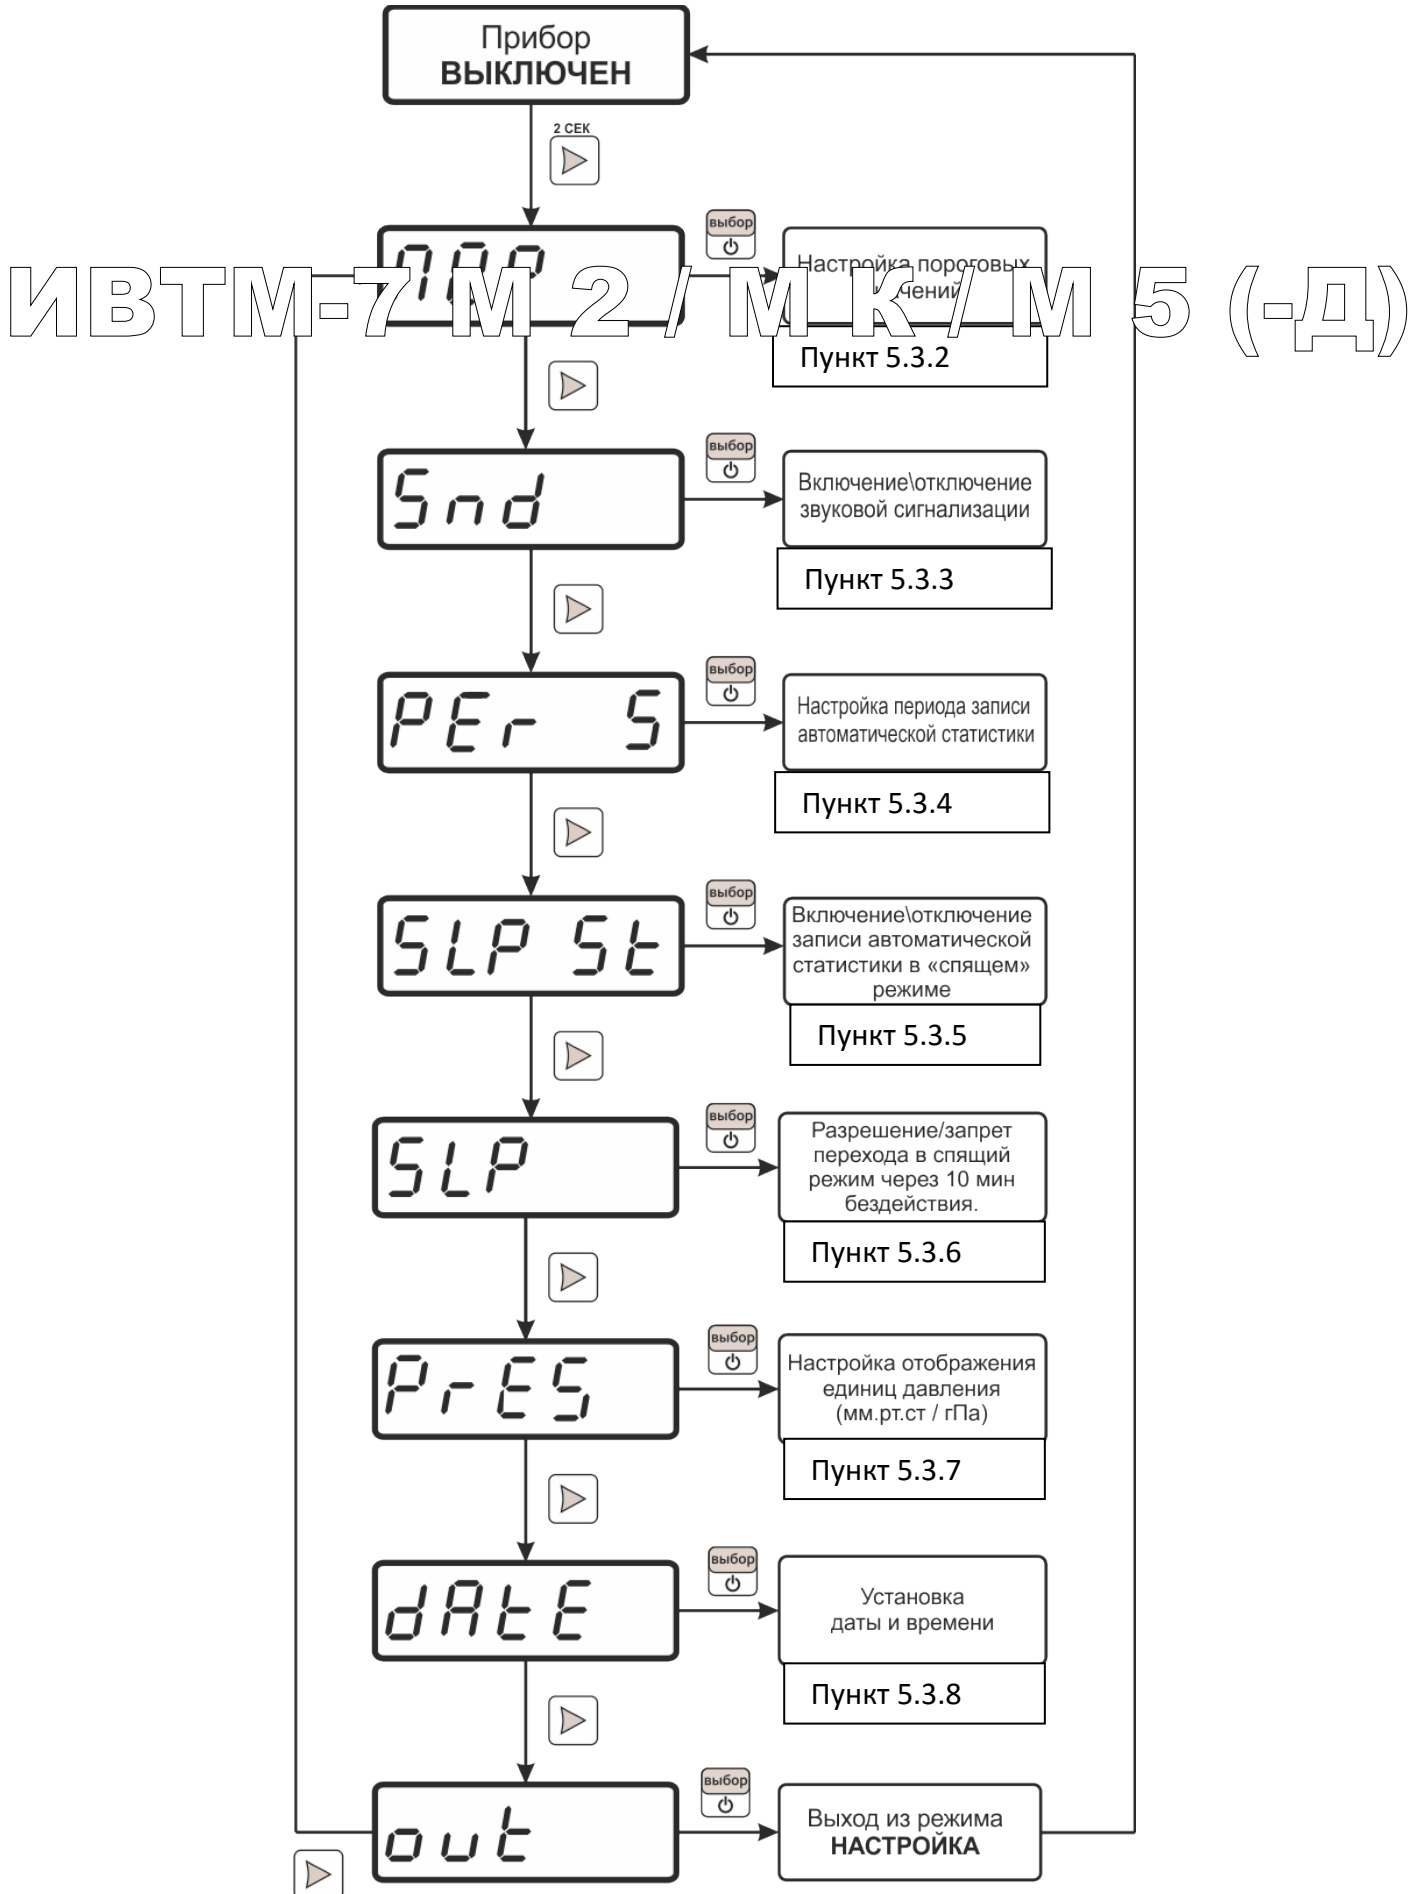 Прибор
ВЫКЛЮЧЕН
2 СЕК
выбор
Настройка пороговых
ИВТМ-7 М 2 / М К / М 5 (-Д)
Пункт 5.3.2
Snd
выбор
Включение\отключение
звуковой сигнализации
Пункт 5.3.3
PEr S
выбор
Настройка периода записи
автоматической статистики
Пункт 5.3.4
SLP St
выбор
Включение\отключение
записи автоматической
статистики в «спящем»
режиме
Пункт 5.3.5
SLP
выбор
Разрешение/запрет
перехода в спящий
режим через 10 мин
бездействия.
Пункт 5.3.6
PrES
выбор
Настройка отображения
единиц давления
(мм.рт.ст / гПа)
Пункт 5.3.7
dAtE
выбор
Установка
даты и времени
Пункт 5.3.8
out
выбор
Выход из режима
НАСТРОЙКА